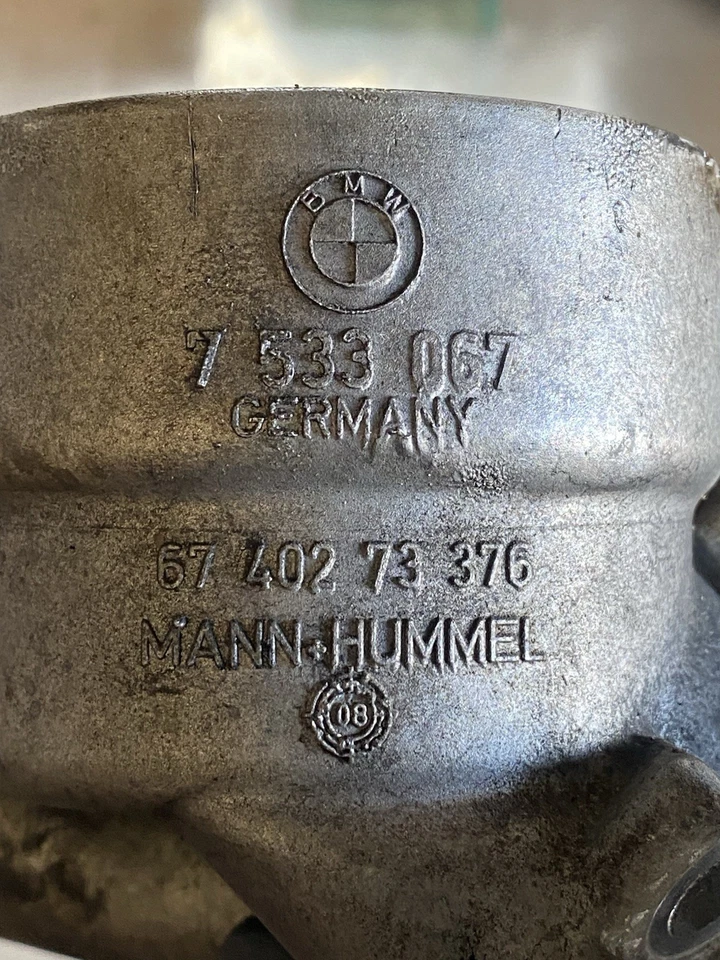 BMW
7 533 067
GERMANY
67 402 73 376
MANN+HUMMEL
08